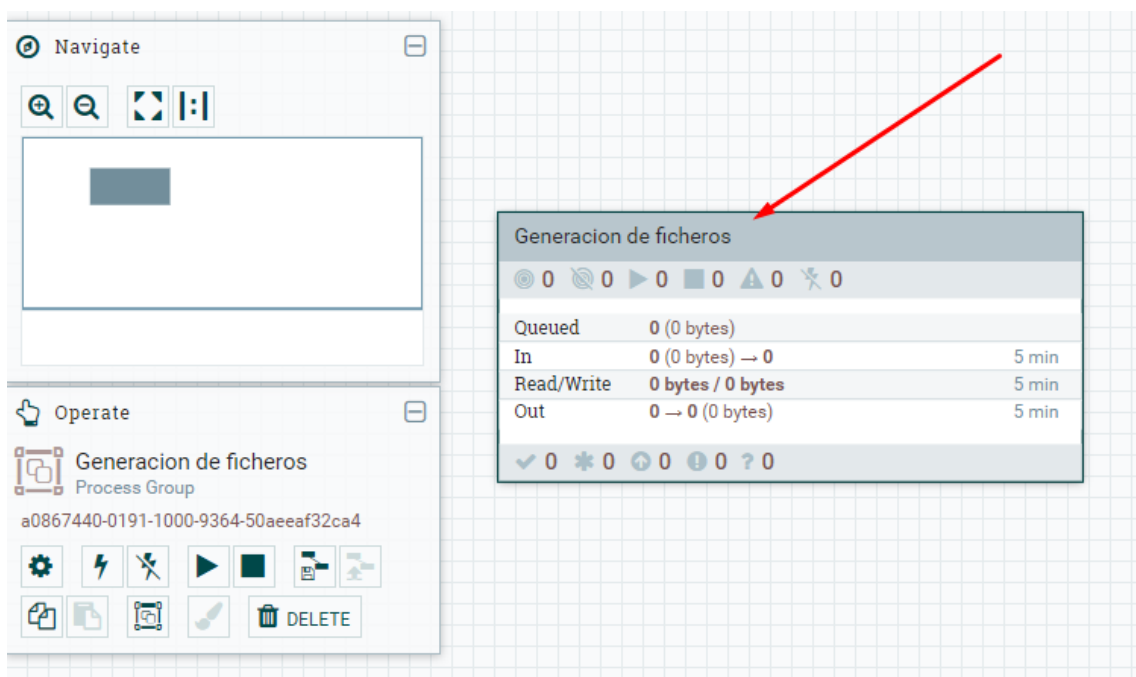 Navigate
Operate
Generacion de ficheros
Process Group
a0867440-0191-1000-9364-50aeeaf32ca4
DELETE
Generacion de ficheros
0 0 0 0 0 0
Queued 0 (0 bytes)
In 0 (0 bytes) → 0 5 min
Read/Write 0 bytes / 0 bytes 5 min
Out 0 → 0 (0 bytes) 5 min
0 0 0 0 ? 0